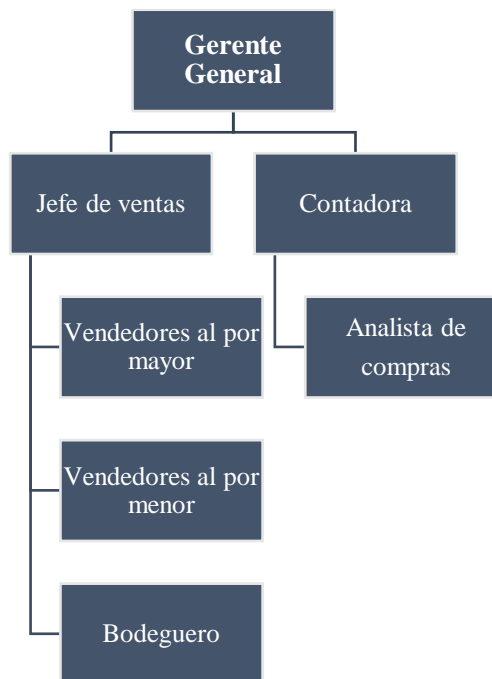 Gerente
General
Jefe de ventas
Contadora
Vendedores al por
mayor
Analista de
compras
Vendedores al por
menor
Bodeguero